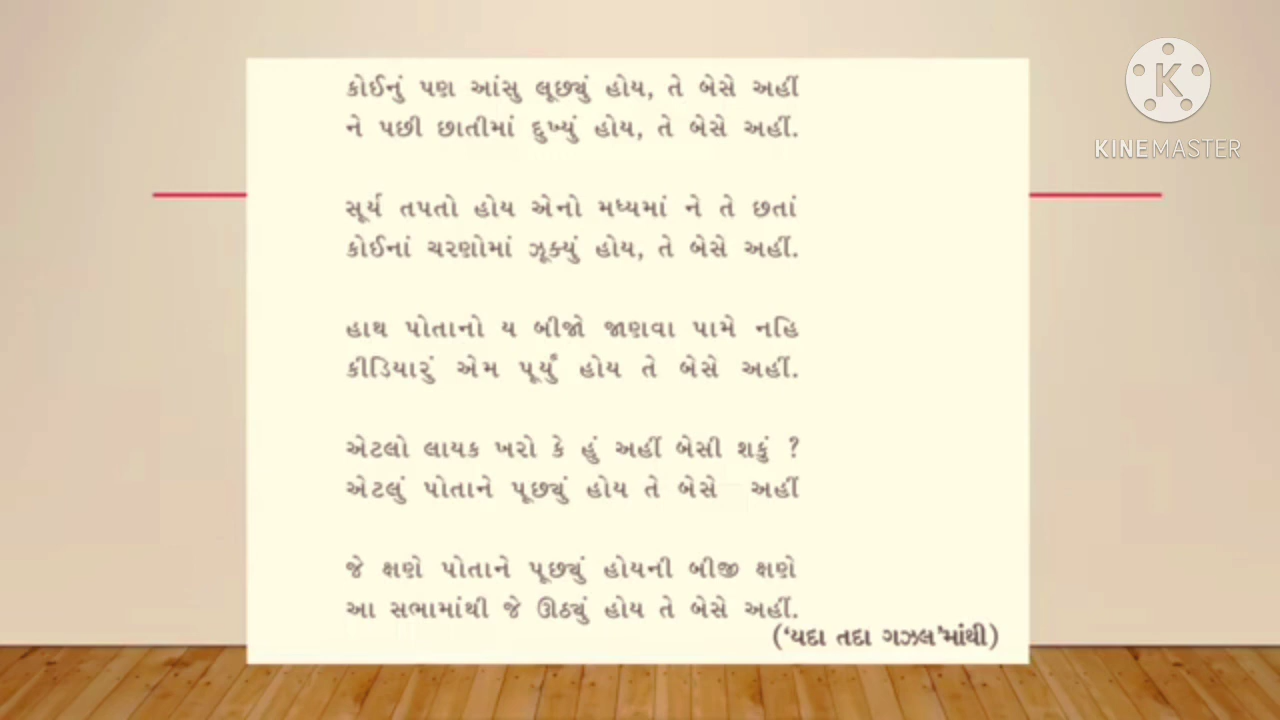 કોઈનું પણ આંસુ લૂછ્યું હોય, તે બેસે અહીં
ને પછી છાતીમાં દુખ્યું હોય, તે બેસે અહીં.
સૂર્ય તપતો હોય એનો મધ્યમાં ને તે છતાં
કોઈનાં ચરણોમાં ઝૂક્યું હોય, તે બેસે અહીં.
હાથ પોતાનો ય બીજો જાણવા પામે નહિ
કીડિયારું એમ પૂર્યું હોય તે બેસે અહીં.
એટલો લાયક ખરો કે હું અહીં બેસી શકું ?
એટલું પોતાને પૂછ્યું હોય તે બેસે અહીં
જે ક્ષણે પોતાને પૂછ્યું હોયની બીજી ક્ષણે
આ સભામાંથી જે ઊઠ્યું હોય તે બેસે અહીં.
(‘યદા તદા ગઝલ’માંથી)
K
KINEMASTER